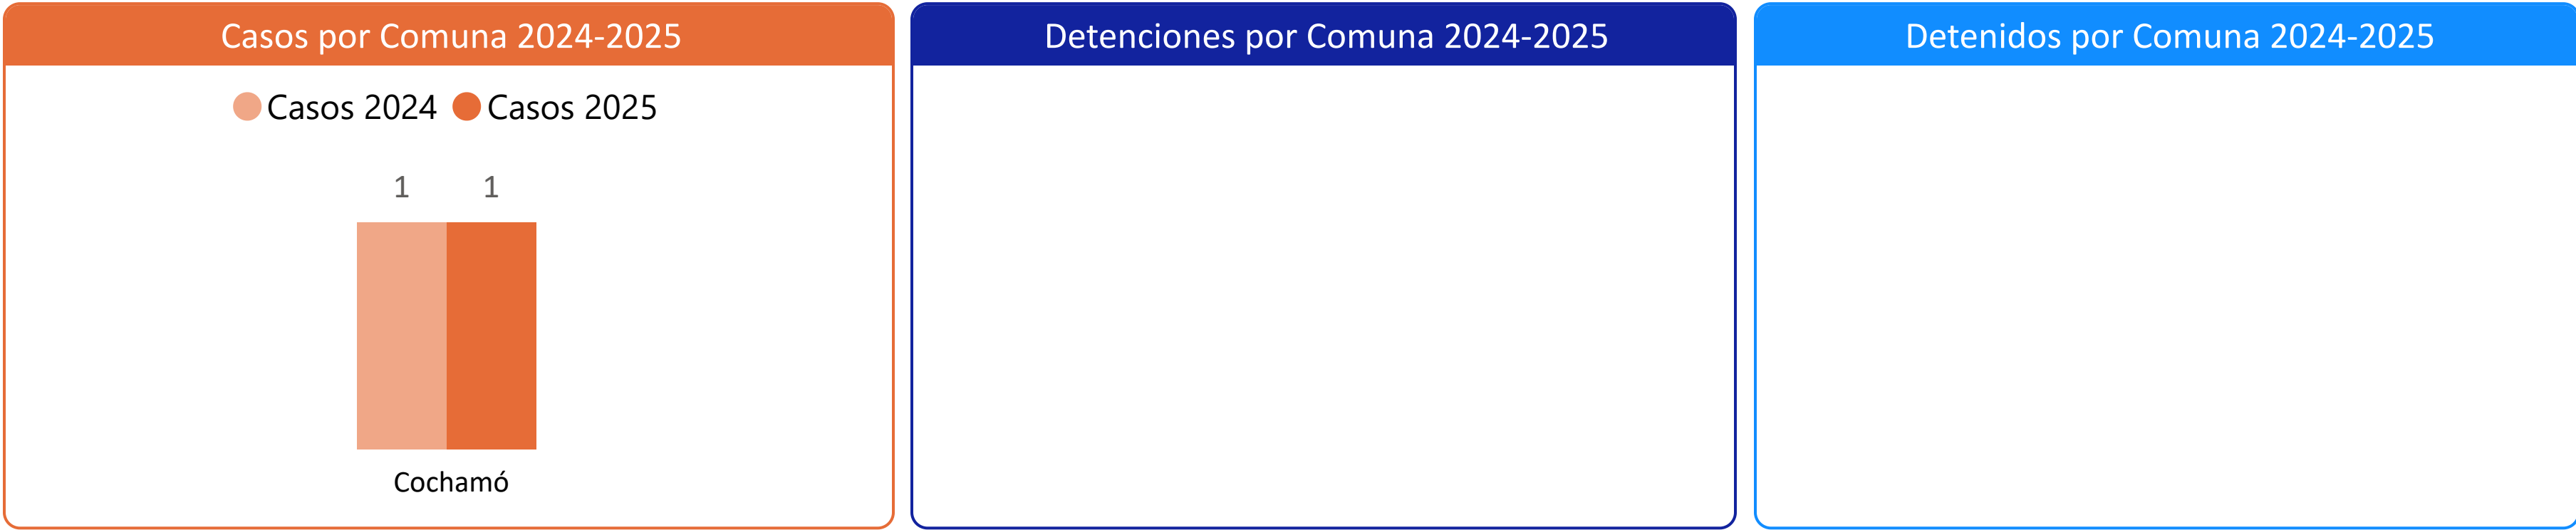 Casos por Comuna 2024-2025
Casos 2024 Casos 2025
1 1
Cochamó
Detenciones por Comuna 2024-2025
Detenidos por Comuna 2024-2025